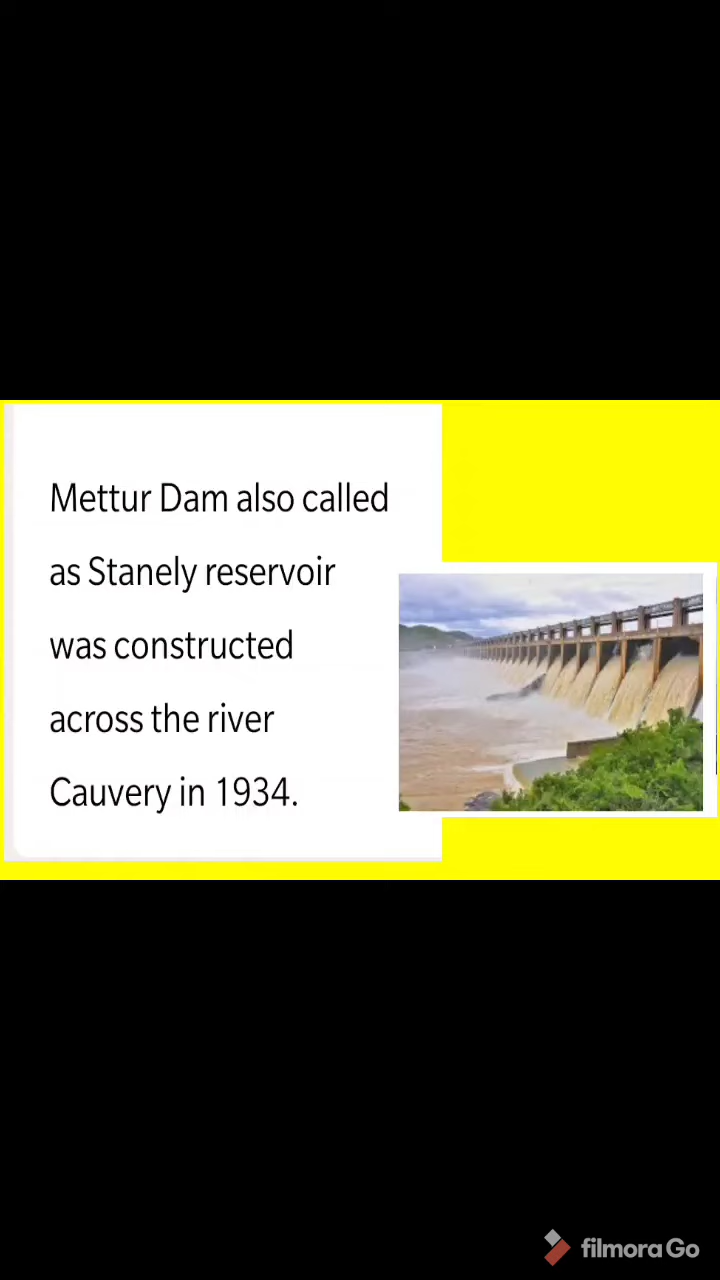 Mettur Dam also called
as Stanely reservoir
was constructed
across the river
Cauvery in 1934.
filmora Go